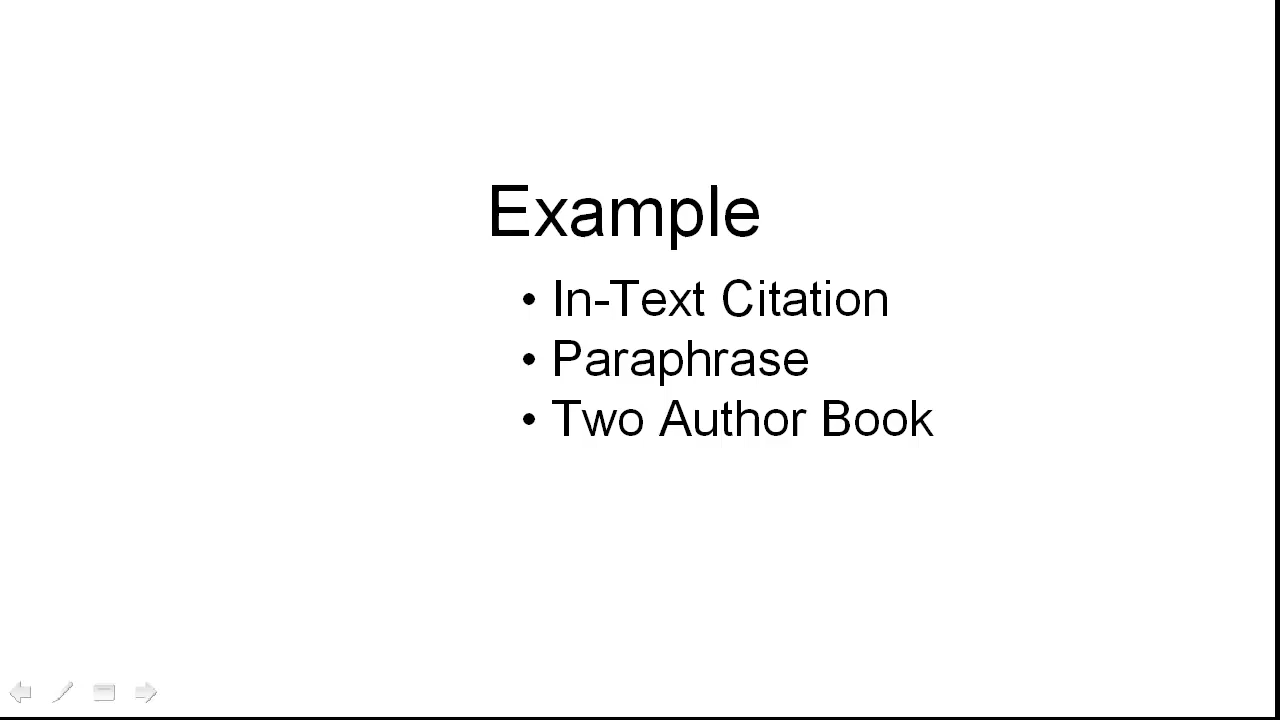 Example
• In-Text Citation
• Paraphrase
• Two Author Book